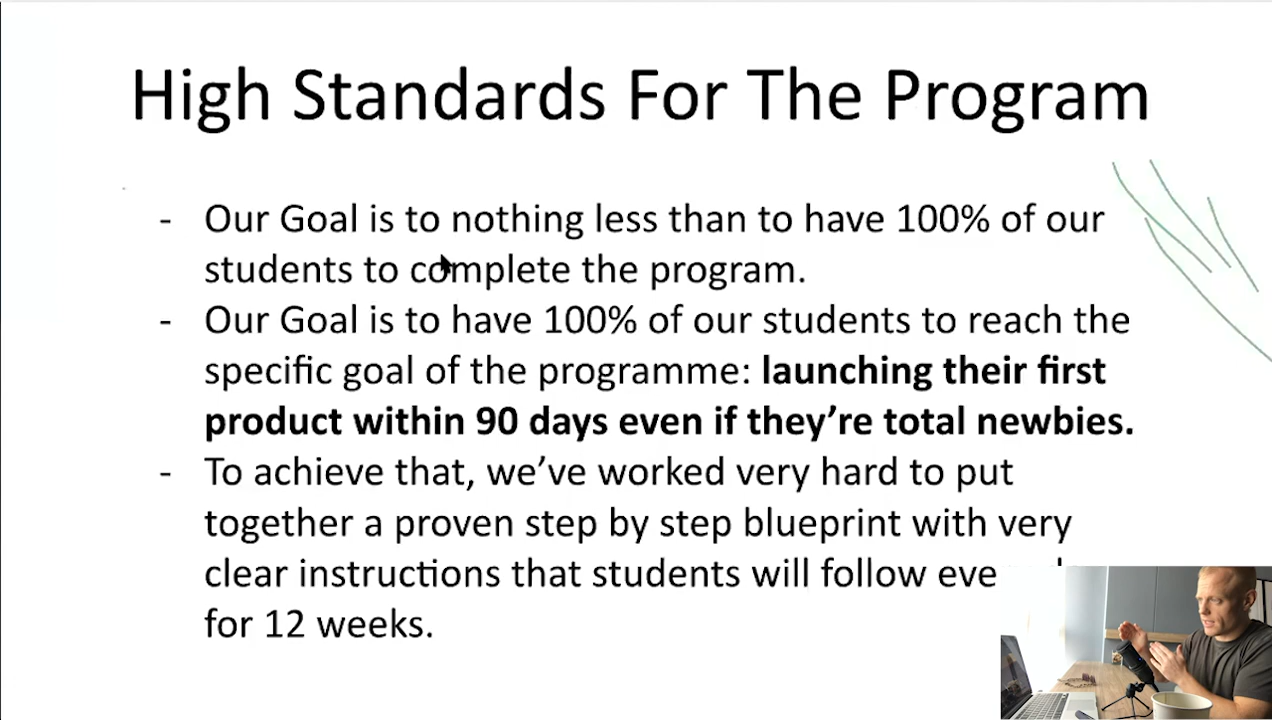 High Standards For The Program
- Our Goal is to nothing less than to have 100% of our
students to complete the program.
- Our Goal is to have 100% of our students to reach the
specific goal of the programme: launching their first
product within 90 days even if they're total newbies.
- To achieve that, we've worked very hard to put
together a proven step by step blueprint with very
clear instructions that students will follow
for 12 weeks.